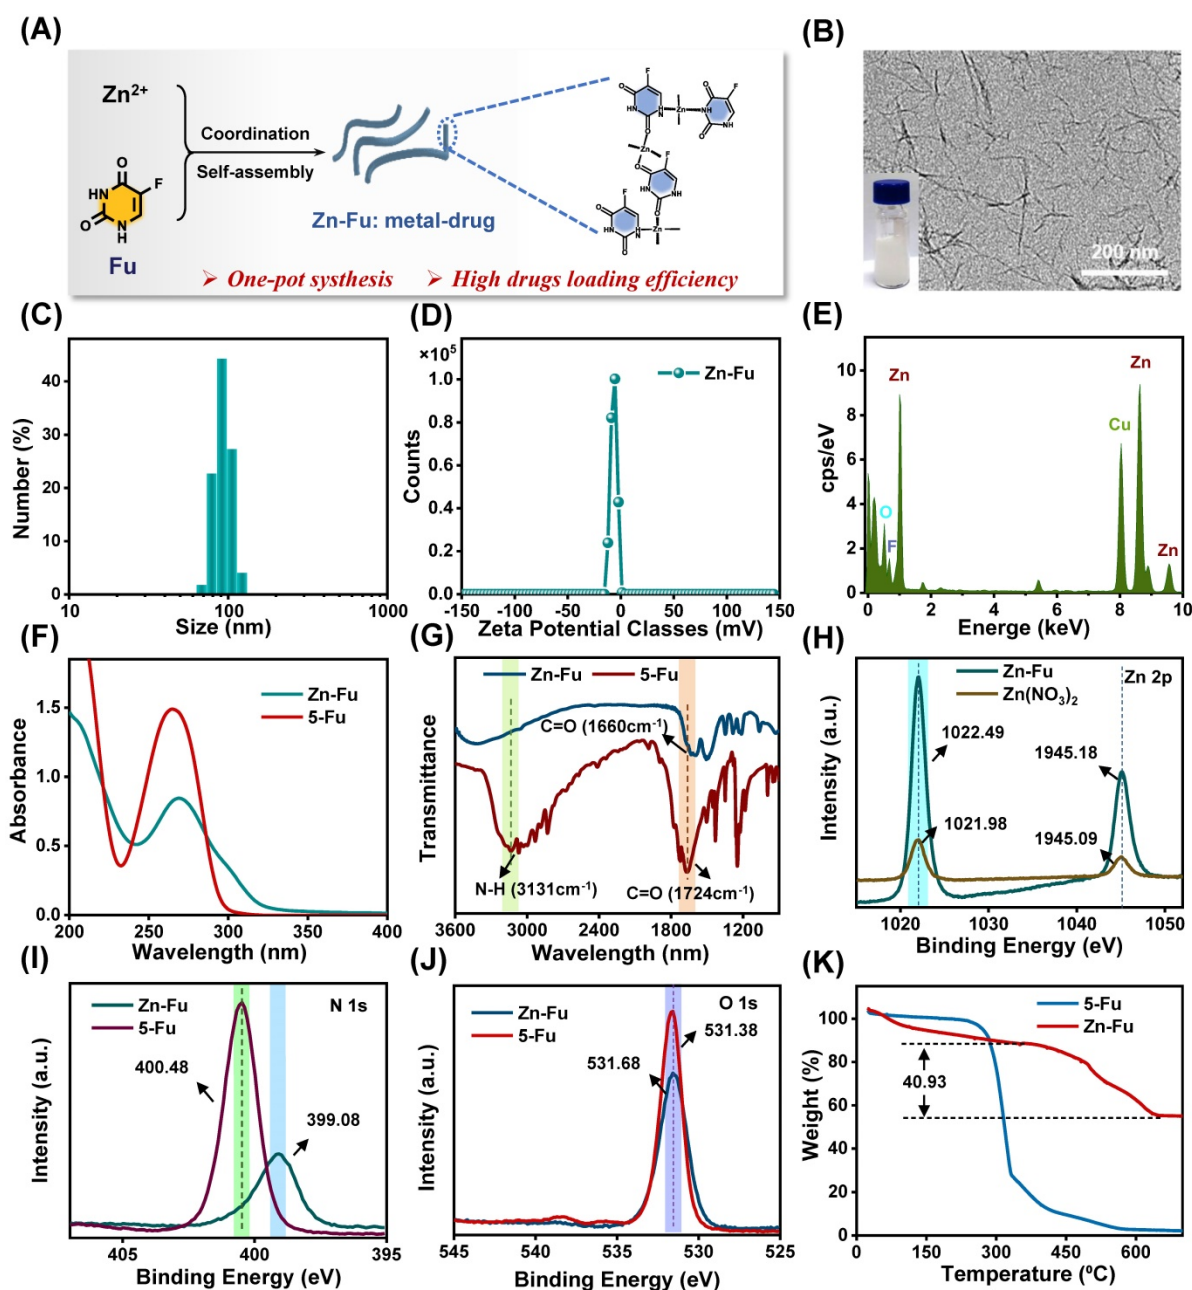 (A)
Zn²⁺
Coordination
Self-assembly
O
F
HN
O
N
H
Fu
Zn-Fu: metal-drug
➢ One-pot systhesis
➢ High drugs loading efficiency
(B)
200 nm
(C)
Number (%)
40
30
20
10
0
10
100
1000
Size (nm)
(D)
×10⁵
Counts
1.0
0.8
0.6
0.4
0.2
0
-150
-100
-50
0
50
100
150
Zeta Potential Classes (mV)
Zn-Fu
(E)
cps/eV
10
8
6
4
2
0
0
2
4
6
8
10
Energe (keV)
O
F
Zn
Cu
Zn
Zn
(F)
Absorbance
1.5
1.0
0.5
0.0
200
250
300
350
400
Wavelength (nm)
Zn-Fu
5-Fu
(G)
Transmittance
Zn-Fu
5-Fu
C=O (1660cm⁻¹)
N-H (3131cm⁻¹)
C=O (1724cm⁻¹)
3600
3000
2400
1800
1200
Wavelength (nm)
(H)
Intensity (a.u.)
Zn-Fu
Zn(NO₃)₂
Zn 2p
1022.49
1021.98
1945.18
1945.09
1020
1030
1040
1050
Binding Energy (eV)
(I)
Intensity (a.u.)
Zn-Fu
5-Fu
N 1s
400.48
399.08
405
400
395
Binding Energy (eV)
(J)
Intensity (a.u.)
Zn-Fu
5-Fu
O 1s
531.38
531.68
545
540
535
530
525
Binding Energy (eV)
(K)
Weight (%)
5-Fu
Zn-Fu
100
80
60
40
20
0
40.93
0
150
300
450
600
Temperature (ºC)